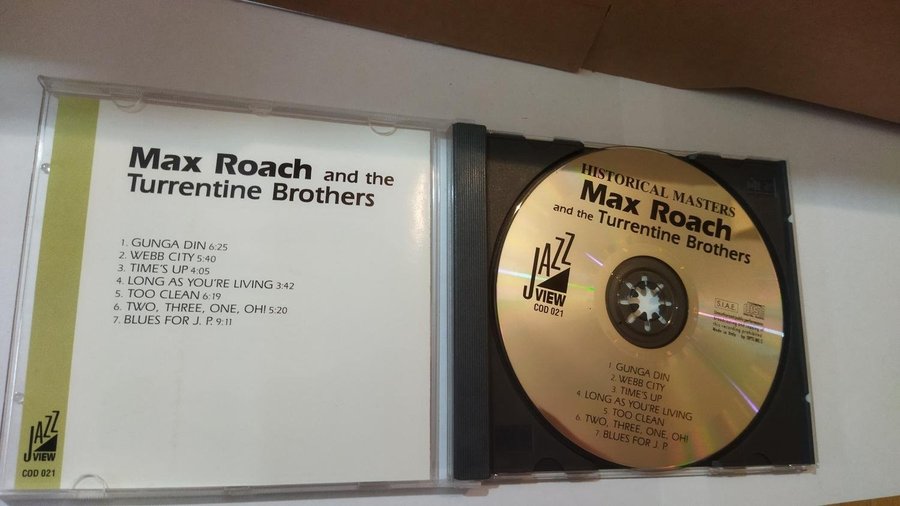 Max Roach and the
Turrentine Brothers
1. GUNGA DIN 6:25
2. WEBB CITY 5:40
3. TIME'S UP 4:05
4. LONG AS YOU'RE LIVING 3:42
5. TOO CLEAN 6:19
6. TWO, THREE, ONE, OH! 5:20
7. BLUES FOR J. P. 9:11
JAZZ
VIEW
COD 021
HISTORICAL MASTERS
Max Roach
and the Turrentine Brothers
JAZZ
VIEW
COD 021
S.I.A.E.
Made in Italy
1. GUNGA DIN
2. WEBB CITY
3. TIME'S UP
4. LONG AS YOU'RE LIVING
5. TOO CLEAN
6. TWO, THREE, ONE, OH!
7. BLUES FOR J. P.